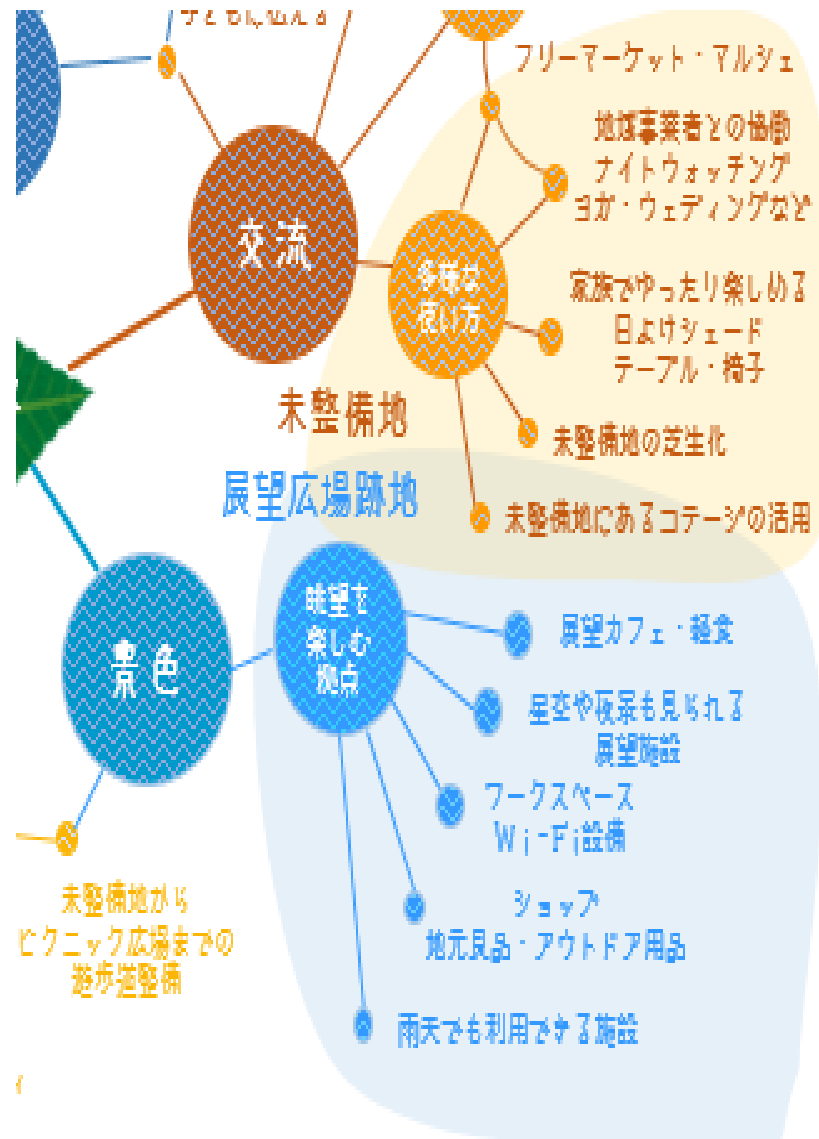 子どもに伝える
フリーマーケット・マルシェ
地域事業者との協働
ナイトウォッチング
ヨガ・ウェディングなど
交流
多様な
使い方
家族でゆったり楽しめる
日よけシェード
テーブル・椅子
未整備地
未整備地の芝生化
展望広場跡地
未整備地にあるコテージの活用
眺望を
楽しむ
拠点
展望カフェ・軽食
景色
星空や夜景も見られる
展望施設
ワークスペース
Wi-Fi設備
ショップ
地元良品・アウトドア用品
未整備地から
ピクニック広場までの
遊歩道整備
雨天でも利用できる施設